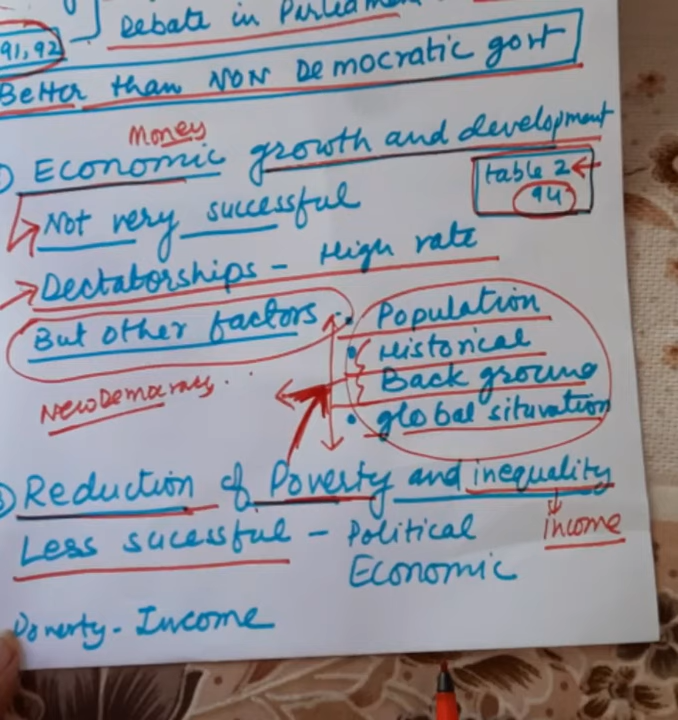 Debate in Parliament
91,92
Better than NON Democratic govt
Money
Economic growth and development
table 2
94
Not very successful
Dectatorships - High rate
But other factors
• Population
• Historical
Back ground
• global situvation
New Democracy
Reduction of Poverty and inequality
Less sucessful - Political
income
Economic
Poverty - Income